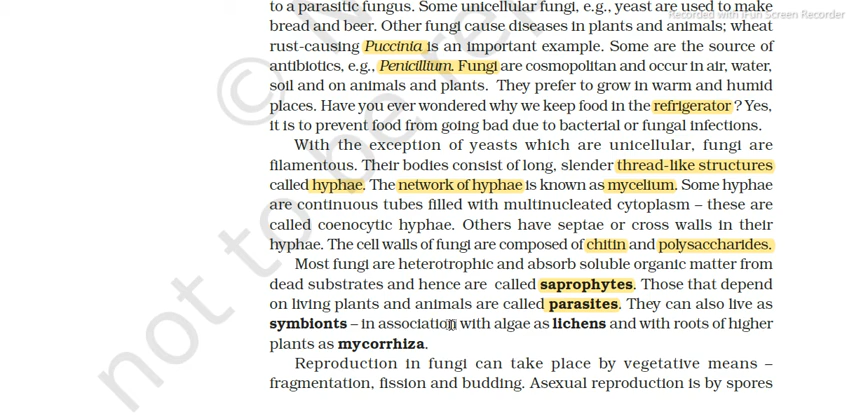 to a parasitic fungus. Some unicellular fungi, e.g., yeast are used to make
Recorded with iFun Screen Recorder
bread and beer. Other fungi cause diseases in plants and animals; wheat
rust-causing Puccinia is an important example. Some are the source of
antibiotics, e.g., Penicillium. Fungi are cosmopolitan and occur in air, water,
soil and on animals and plants. They prefer to grow in warm and humid
places. Have you ever wondered why we keep food in the refrigerator ? Yes,
it is to prevent food from going bad due to bacterial or fungal infections.
With the exception of yeasts which are unicellular, fungi are
filamentous. Their bodies consist of long, slender thread-like structures
called hyphae. The network of hyphae is known as mycelium. Some hyphae
are continuous tubes filled with multinucleated cytoplasm – these are
called coenocytic hyphae. Others have septae or cross walls in their
hyphae. The cell walls of fungi are composed of chitin and polysaccharides.
Most fungi are heterotrophic and absorb soluble organic matter from
dead substrates and hence are called saprophytes. Those that depend
on living plants and animals are called parasites. They can also live as
symbionts – in association with algae as lichens and with roots of higher
plants as mycorrhiza.
Reproduction in fungi can take place by vegetative means –
fragmentation, fission and budding. Asexual reproduction is by spores
©
not to be re